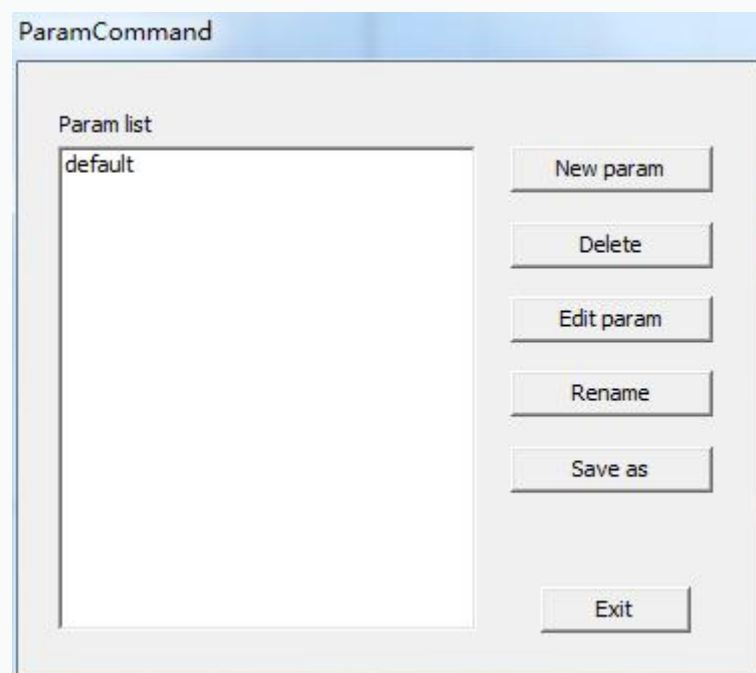 ParamCommand
Param list
default
New param
Delete
Edit param
Rename
Save as
Exit